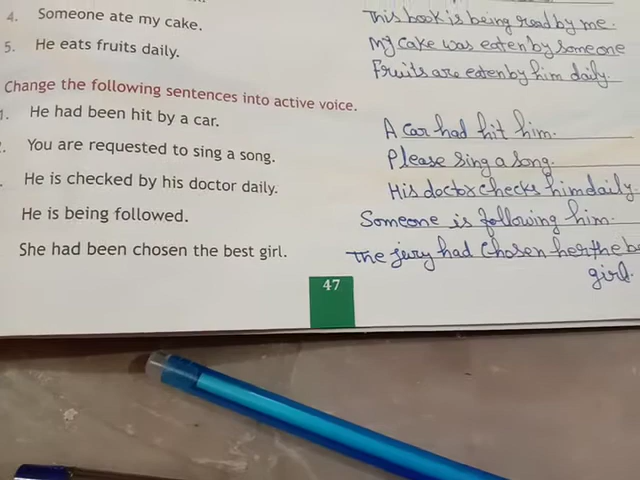 This book is being read by me.
4. Someone ate my cake. My cake was eaten by someone
5. He eats fruits daily. Fruits are eaten by him daily.
Change the following sentences into active voice.
1. He had been hit by a car. A car had hit him.
You are requested to sing a song. Please sing a song.
He is checked by his doctor daily. His doctor checks him daily.
He is being followed. Someone is following him.
She had been chosen the best girl. The jury had chosen her the
girl.
47